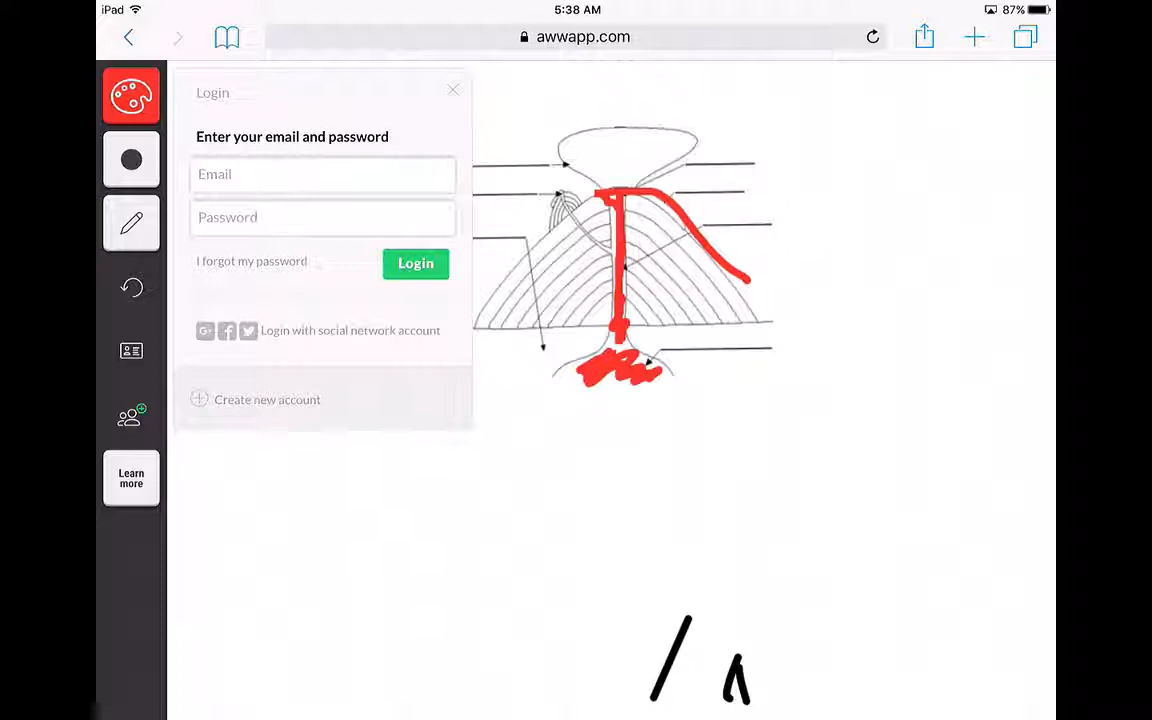 iPad 5:38 AM 87%
awwapp.com
Login
Enter your email and password
Email
Password
I forgot my password Login
G+ f Login with social network account
Create new account
Learn
more